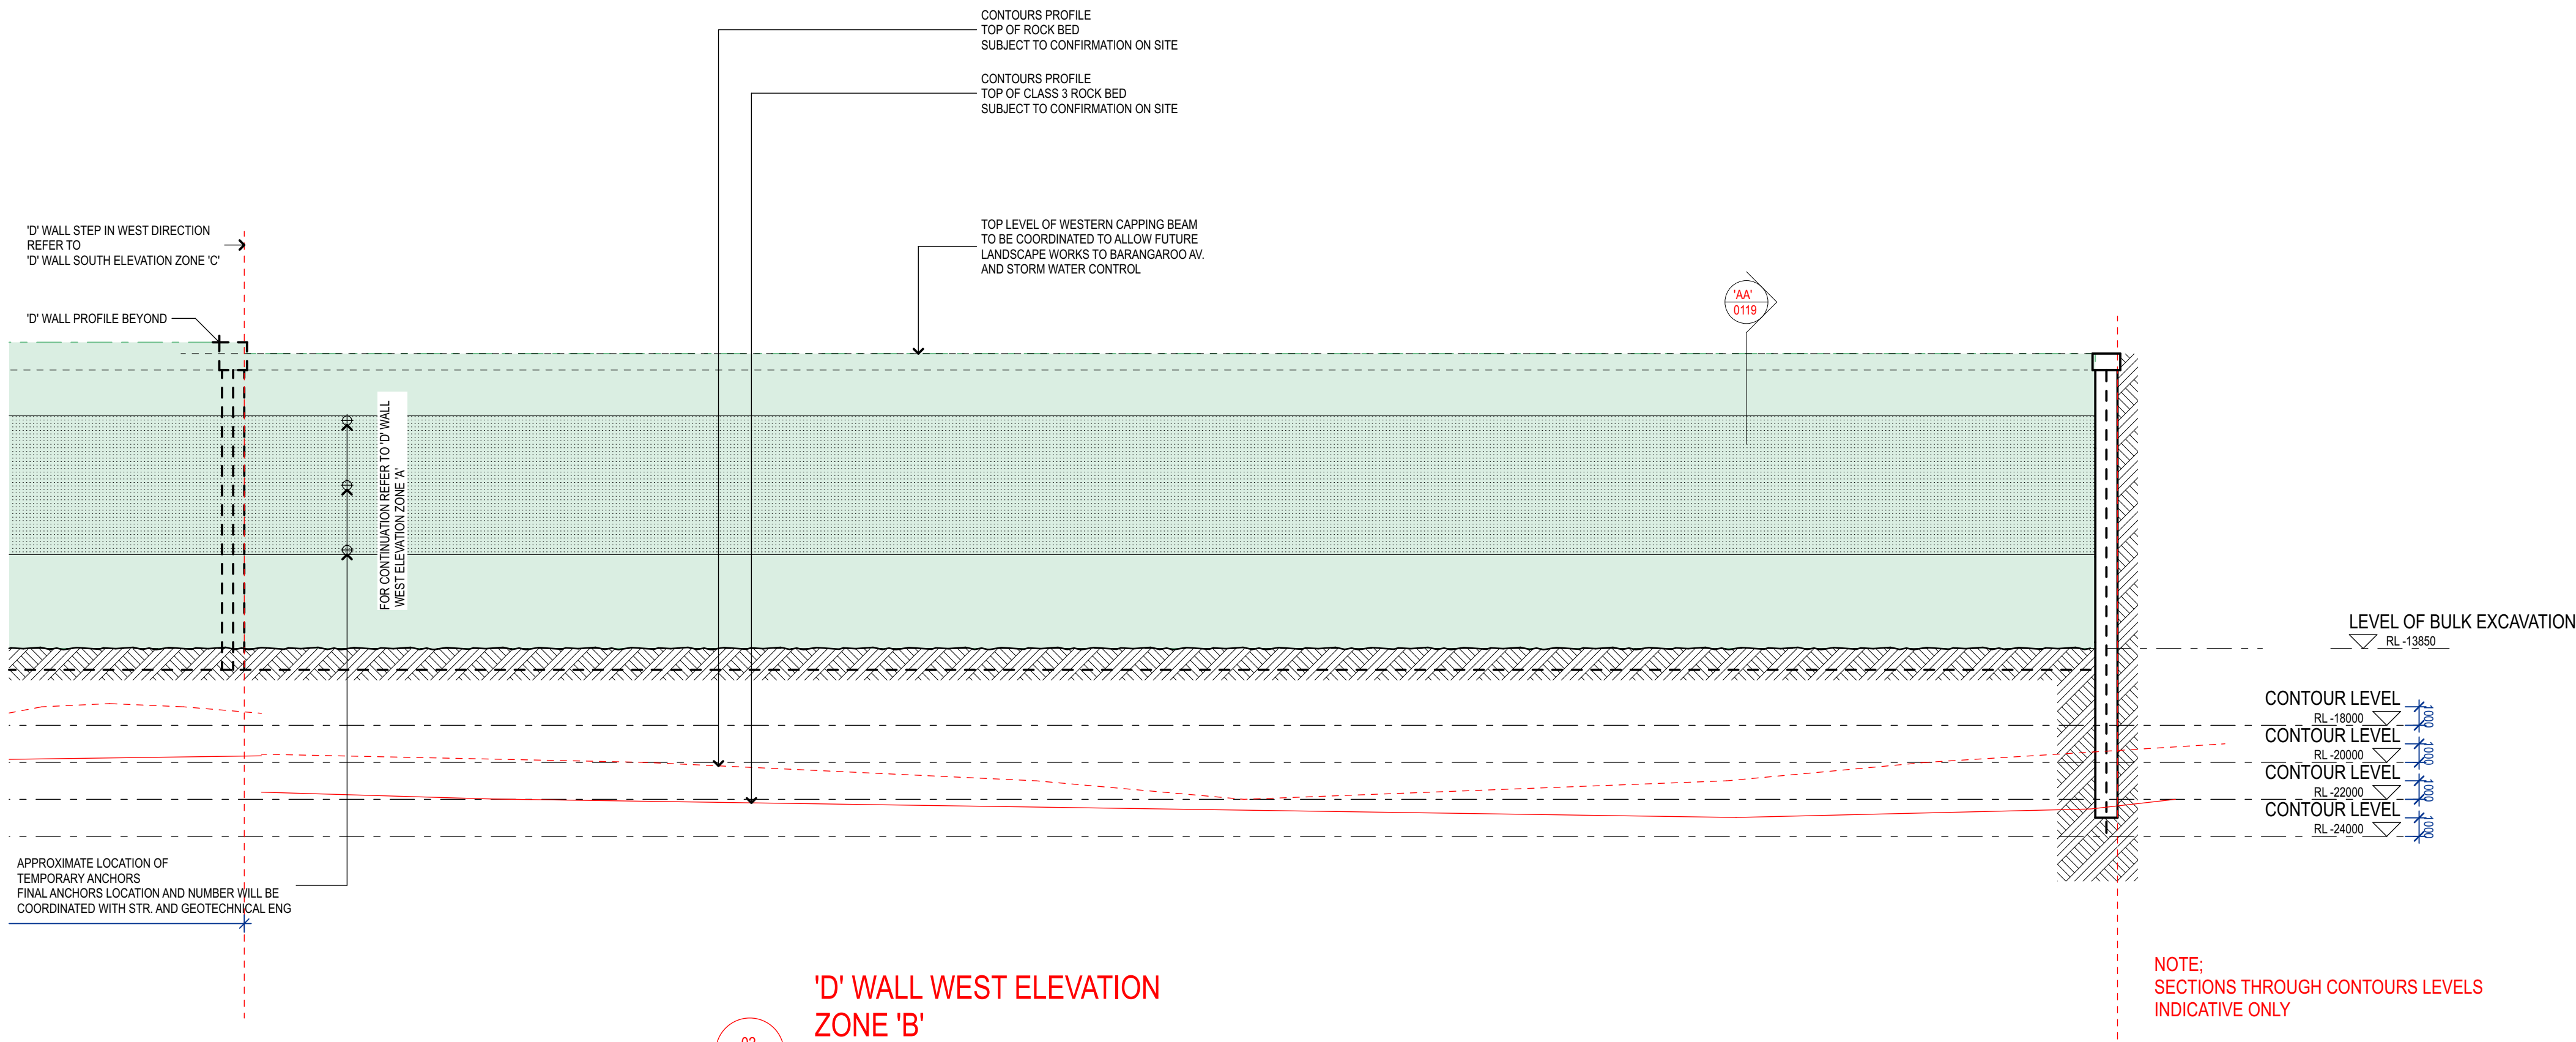 CONTOURS PROFILE
TOP OF ROCK BED
SUBJECT TO CONFIRMATION ON SITE
CONTOURS PROFILE
TOP OF CLASS 3 ROCK BED
SUBJECT TO CONFIRMATION ON SITE
'D' WALL STEP IN WEST DIRECTION
REFER TO
'D' WALL SOUTH ELEVATION ZONE 'C'
TOP LEVEL OF WESTERN CAPPING BEAM
TO BE COORDINATED TO ALLOW FUTURE
LANDSCAPE WORKS TO BARANGAROO AV.
AND STORM WATER CONTROL
'AA'
0119
'D' WALL PROFILE BEYOND
FOR CONTINUATION REFER TO 'D' WALL
WEST ELEVATION ZONE 'A'
LEVEL OF BULK EXCAVATION
RL -13850
CONTOUR LEVEL
RL -18000
1000
CONTOUR LEVEL
RL -20000
1000
CONTOUR LEVEL
RL -22000
1000
CONTOUR LEVEL
RL -24000
1000
APPROXIMATE LOCATION OF
TEMPORARY ANCHORS
FINAL ANCHORS LOCATION AND NUMBER WILL BE
COORDINATED WITH STR. AND GEOTECHNICAL ENG
'D' WALL WEST ELEVATION
ZONE 'B'
NOTE;
SECTIONS THROUGH CONTOURS LEVELS
INDICATIVE ONLY